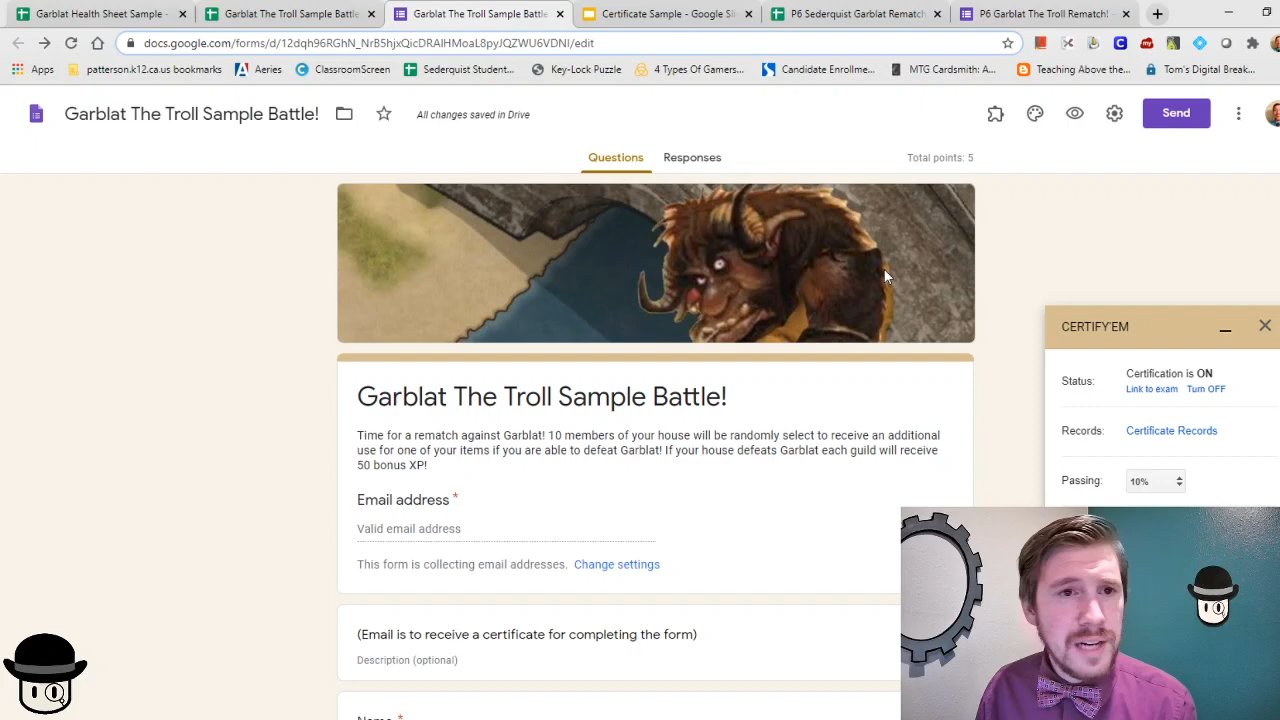 Garblat Health Sheet Sample -
Garblat The Troll Sample Battle
Garblat The Troll Sample Battle
Certificate Sample - Google Sli
P6 Sederquist Garblat Rematch
P6 Garblat The Troll Rematch! -
docs.google.com/forms/d/12dqh96RGhN_NrB5hjxQicDRAlHMoaL8pyJQZWU6VDNI/edit
Apps
patterson.k12.ca.us bookmarks
Aeries
ClassroomScreen
Sederquist Student...
Key-Lock Puzzle
4 Types Of Gamers...
Candidate Enrollme...
MTG Cardsmith: A...
Teaching Above the...
Tom's Digital Break...
Garblat The Troll Sample Battle!
All changes saved in Drive
Send
Questions
Responses
Total points: 5
CERTIFY'EM
Status:
Certification is ON
Link to exam Turn OFF
Records:
Certificate Records
Passing:
10%
Garblat The Troll Sample Battle!
Time for a rematch against Garblat! 10 members of your house will be randomly select to receive an additional
use for one of your items if you are able to defeat Garblat! If your house defeats Garblat each guild will receive
50 bonus XP!
Email address *
Valid email address
This form is collecting email addresses. Change settings
(Email is to receive a certificate for completing the form)
Description (optional)
Name *